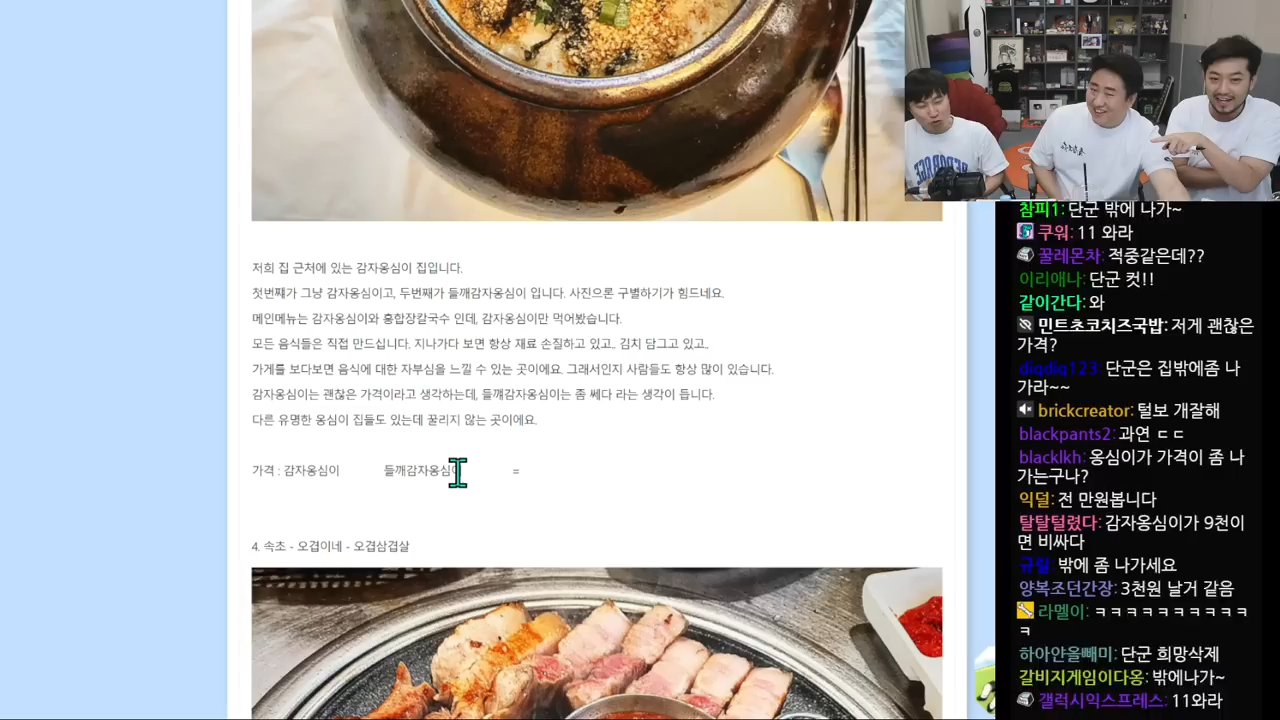 저희 집 근처에 있는 감자옹심이 집입니다.
첫번째가 그냥 감자옹심이이고, 두번째가 들깨감자옹심이 입니다. 사진으론 구별하기가 힘드네요.
메인메뉴는 감자옹심이와 홍합장칼국수 인데, 감자옹심이만 먹어봤습니다.
모든 음식들은 직접 만드십니다. 지나가다 보면 항상 재료 손질하고 있고.. 김치 담그고 있고..
가게를 보다보면 음식에 대한 자부심을 느낄 수 있는 곳이에요. 그래서인지 사람들도 항상 많이 있습니다.
감자옹심이는 괜찮은 가격이라고 생각하는데, 들깨감자옹심이는 좀 쎄다 라는 생각이 듭니다.
다른 유명한 옹심이 집들도 있는데 꿀리지 않는 곳이에요.
가격 : 감자옹심이 들깨감자옹심이 =
4. 속초 - 오겹이네 - 오겹삼겹살
참피1: 단군 밖에 나가~
쿠워: 11 와라
꿀레몬차: 적중같은데??
이리애나: 단군 컷!!
같이간다: 와
민트초코치즈국밥: 저게 괜찮은
가격?
diqdiq123: 단군은 집밖에좀 나
가라~~
brickcreator: 털보 개잘해
blackpants2: 과연 ㄷㄷ
blacklkh: 옹심이가 가격이 좀 나
가는구나?
익덜: 전 만원봅니다
탈탈털렸다: 감자옹심이가 9천이
면 비싸다
규릴: 밖에 좀 나가세요
양복조던간장: 3천원 날거 같음
라멜이: ㅋㅋㅋㅋㅋㅋㅋㅋㅋㅋ
ㅋ
하아얀올빼미: 단군 희망삭제
갈비지게임이다옹: 밖에나가~
갤럭시익스프레스: 11와라